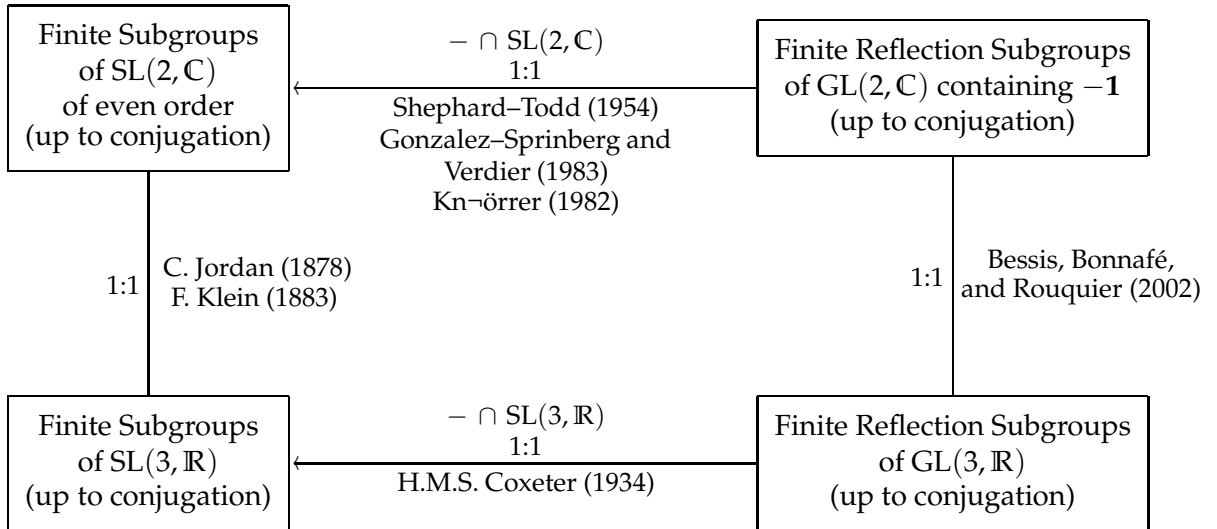 Finite Subgroups
of SL(2, ℂ)
of even order
(up to conjugation)
− ∩ SL(2, ℂ)
1:1
Shephard–Todd (1954)
Gonzalez–Sprinberg and
Verdier (1983)
Kn¬örrer (1982)
Finite Reflection Subgroups
of GL(2, ℂ) containing −𝟏
(up to conjugation)
1:1
C. Jordan (1878)
F. Klein (1883)
1:1
Bessis, Bonnafé,
and Rouquier (2002)
Finite Subgroups
of SL(3, ℝ)
(up to conjugation)
− ∩ SL(3, ℝ)
1:1
H.M.S. Coxeter (1934)
Finite Reflection Subgroups
of GL(3, ℝ)
(up to conjugation)